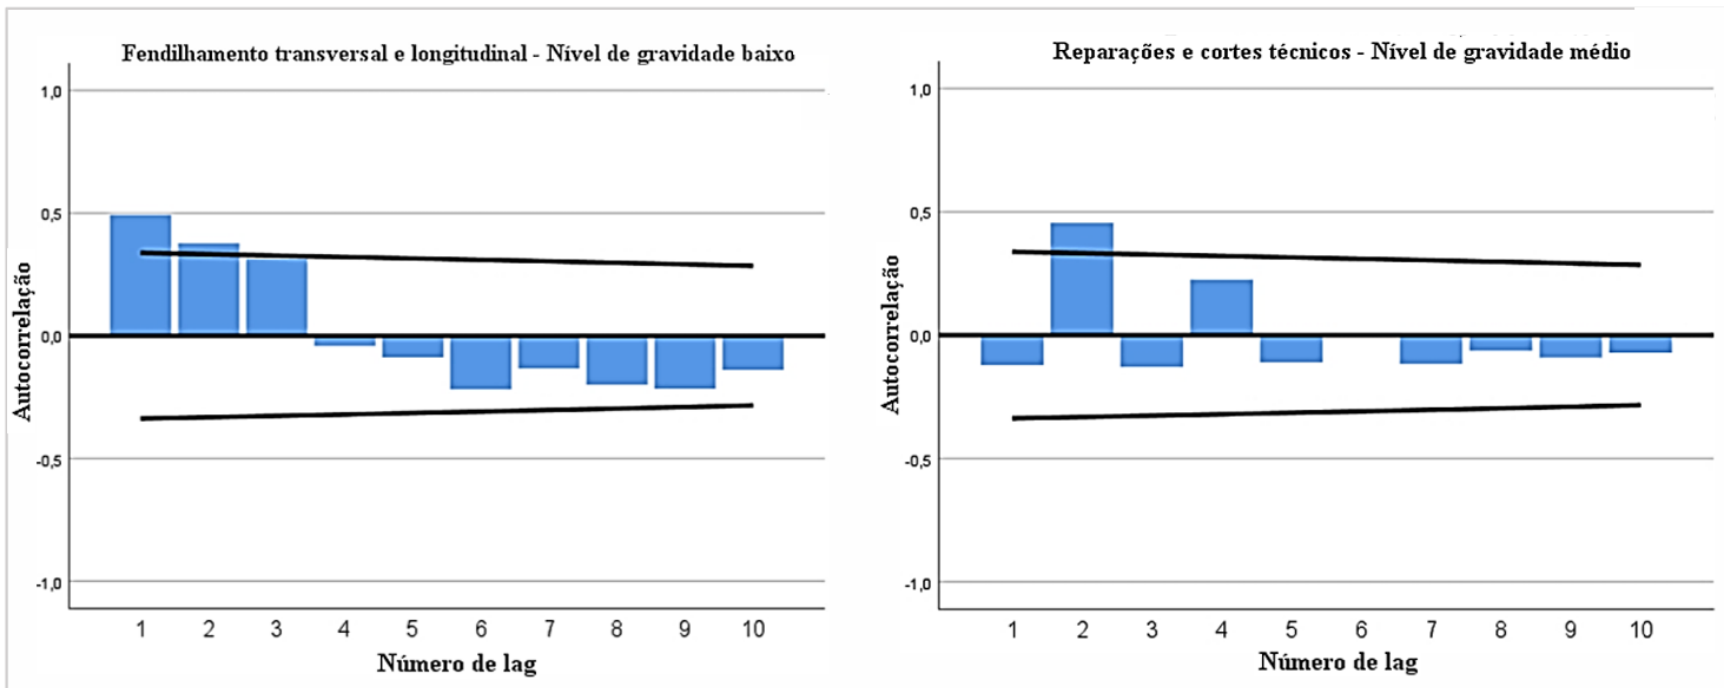 Fendilhamento transversal e longitudinal - Nível de gravidade baixo
1,0
0,5
0,0
-0,5
-1,0
Autocorrelação
1 2 3 4 5 6 7 8 9 10
Número de lag
Reparações e cortes técnicos - Nível de gravidade médio
1,0
0,5
0,0
-0,5
-1,0
Autocorrelação
1 2 3 4 5 6 7 8 9 10
Número de lag